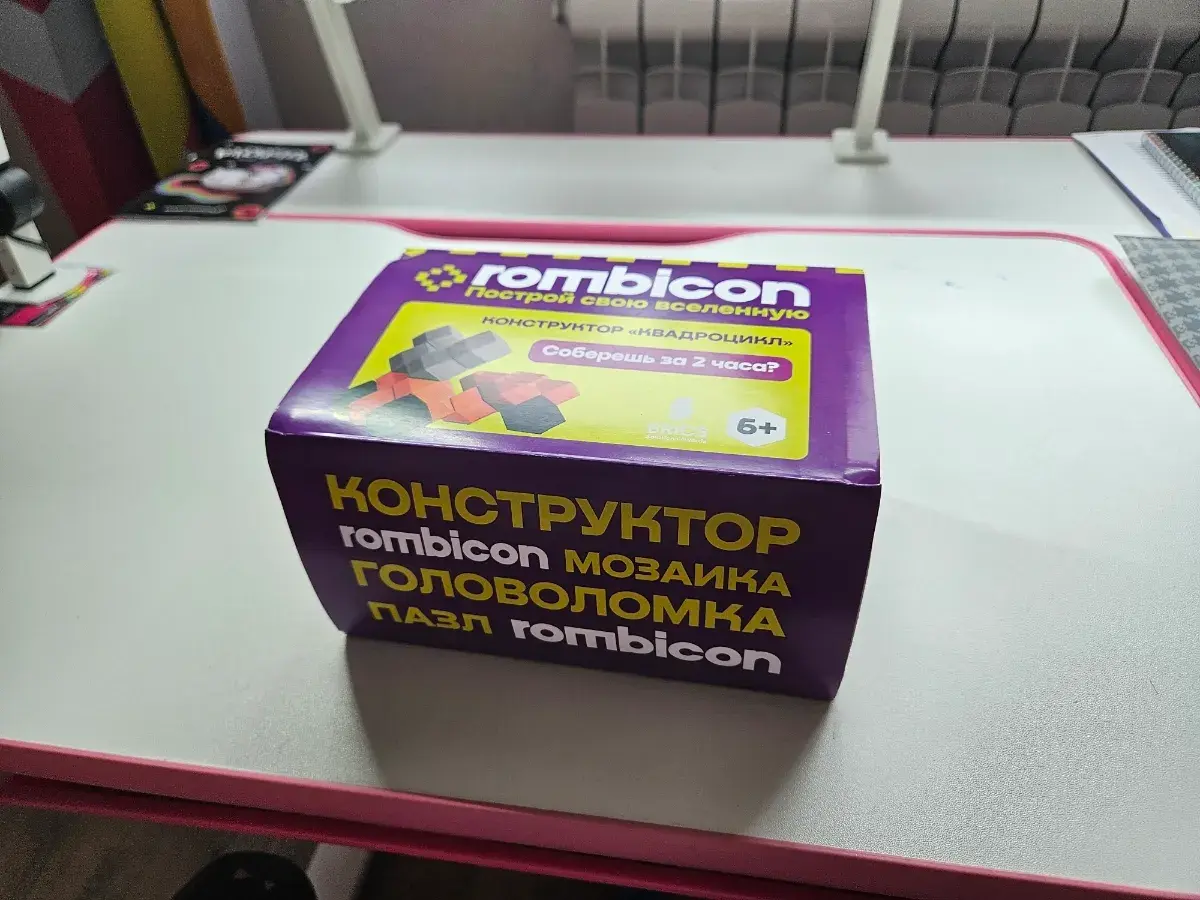 rombicon
Построй свою вселенную
КОНСТРУКТОР «КВАДРОЦИКЛ»
Соберешь за 2 часа?
6+
КОНСТРУКТОР
rombicon МОЗАИКА
ГОЛОВОЛОМКА
ПАЗЛ rombicon